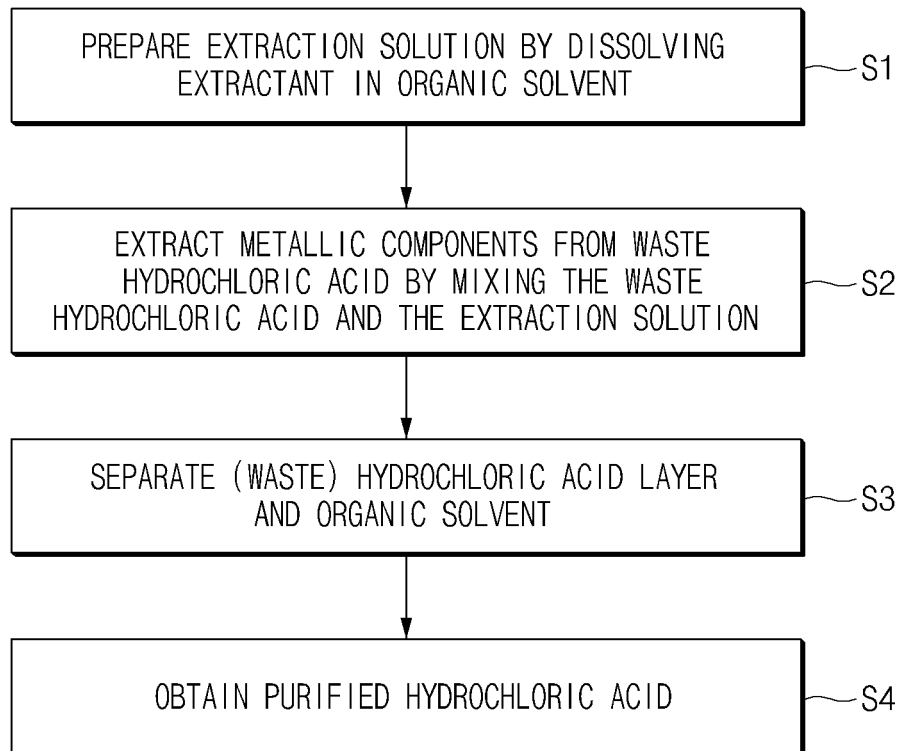 PREPARE EXTRACTION SOLUTION BY DISSOLVING
EXTRACTANT IN ORGANIC SOLVENT
S1
EXTRACT METALLIC COMPONENTS FROM WASTE
HYDROCHLORIC ACID BY MIXING THE WASTE
HYDROCHLORIC ACID AND THE EXTRACTION SOLUTION
S2
SEPARATE (WASTE) HYDROCHLORIC ACID LAYER
AND ORGANIC SOLVENT
S3
OBTAIN PURIFIED HYDROCHLORIC ACID
S4